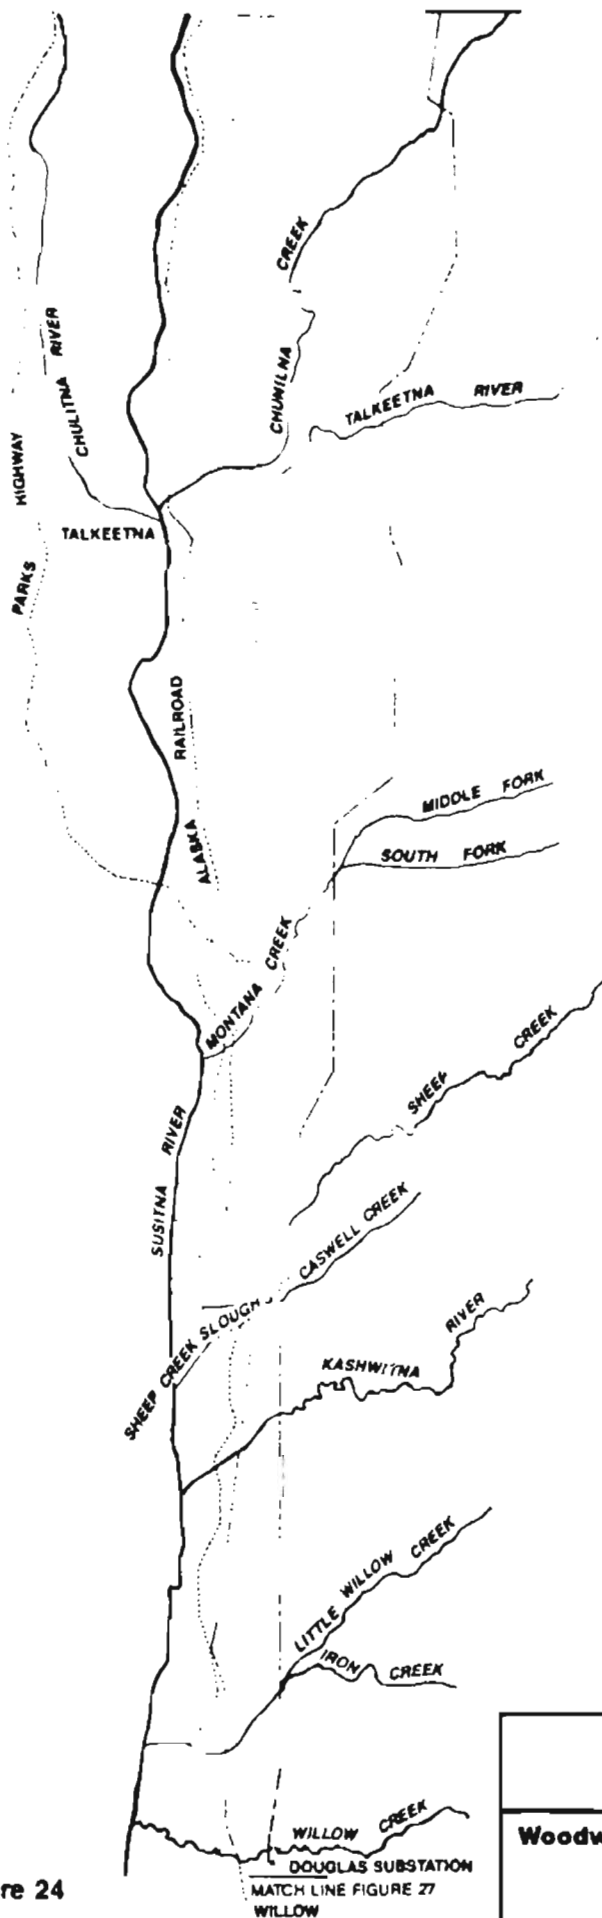 CREEK
CHULITNA RIVER
CHUNILNA
TALKEETNA RIVER
PARKS HIGHWAY
TALKEETNA
ALASKA RAILROAD
MIDDLE FORK
SOUTH FORK
MONTANA CREEK
SHEEP CREEK
SUSITNA RIVER
CASWELL CREEK
SHEEP CREEK SLOUGH
KASHWITNA RIVER
LITTLE WILLOW CREEK
IRON CREEK
WILLOW CREEK
DOUGLAS SUBSTATION
MATCH LINE FIGURE 27
WILLOW
re 24
Woodw